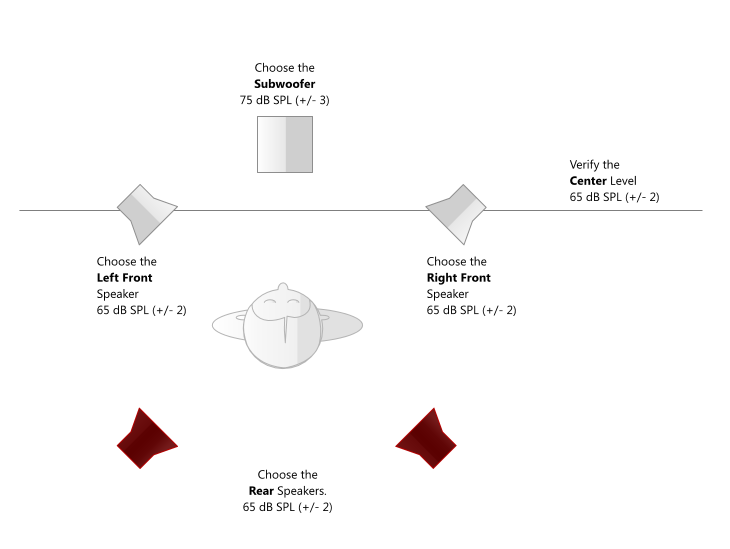 Choose the
Subwoofer
75 dB SPL (+/- 3)
Verify the
Center Level
65 dB SPL (+/- 2)
Choose the
Left Front
Speaker
65 dB SPL (+/- 2)
Choose the
Right Front
Speaker
65 dB SPL (+/- 2)
Choose the
Rear Speakers.
65 dB SPL (+/- 2)